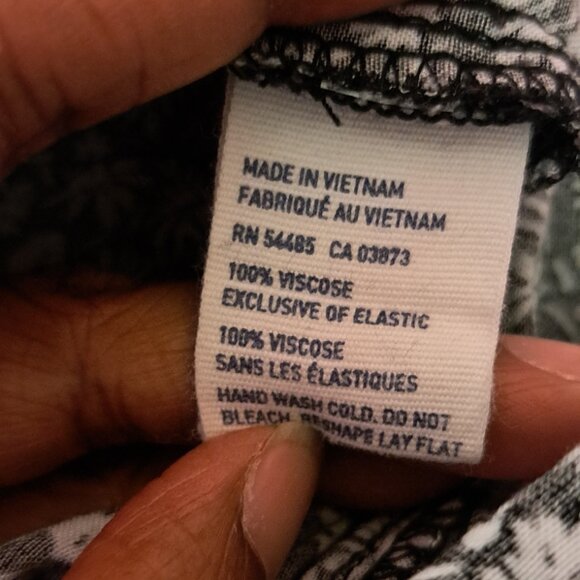 MADE IN VIETNAM
FABRIQUÉ AU VIETNAM
RN 54485 CA 03873
100% VISCOSE
EXCLUSIVE OF ELASTIC
100% VISCOSE
SANS LES ÉLASTIQUES
HAND WASH COLD. DO NOT
BLEACH. RESHAPE LAY FLAT